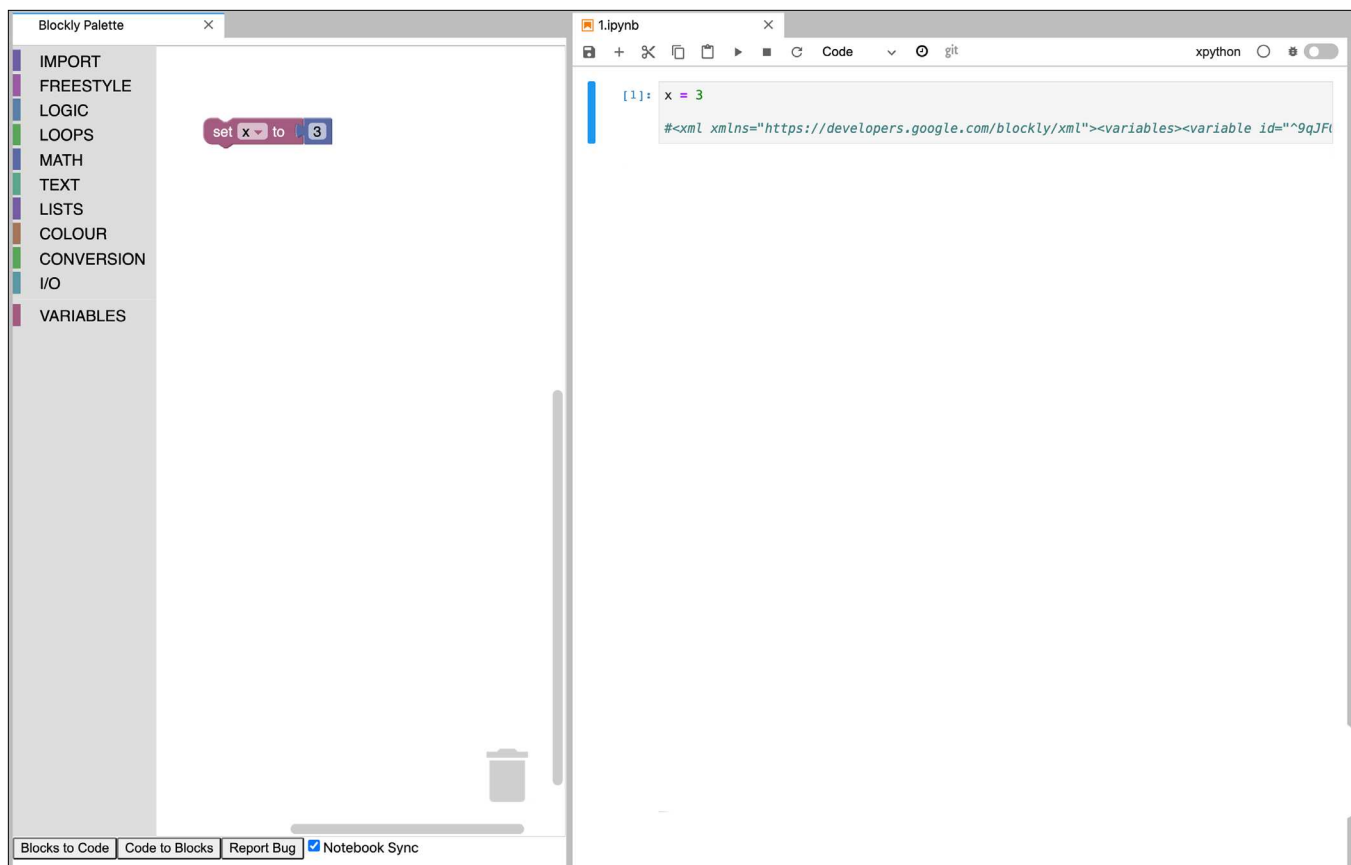 Blockly Palette
1.ipynb
Code
git
xpython
IMPORT
FREESTYLE
LOGIC
LOOPS
MATH
TEXT
LISTS
COLOUR
CONVERSION
I/O
VARIABLES
set x to 3
[1]: x = 3
#<xml xmlns="https://developers.google.com/blockly/xml"><variables><variable id="^9qJF
Blocks to Code Code to Blocks Report Bug Notebook Sync